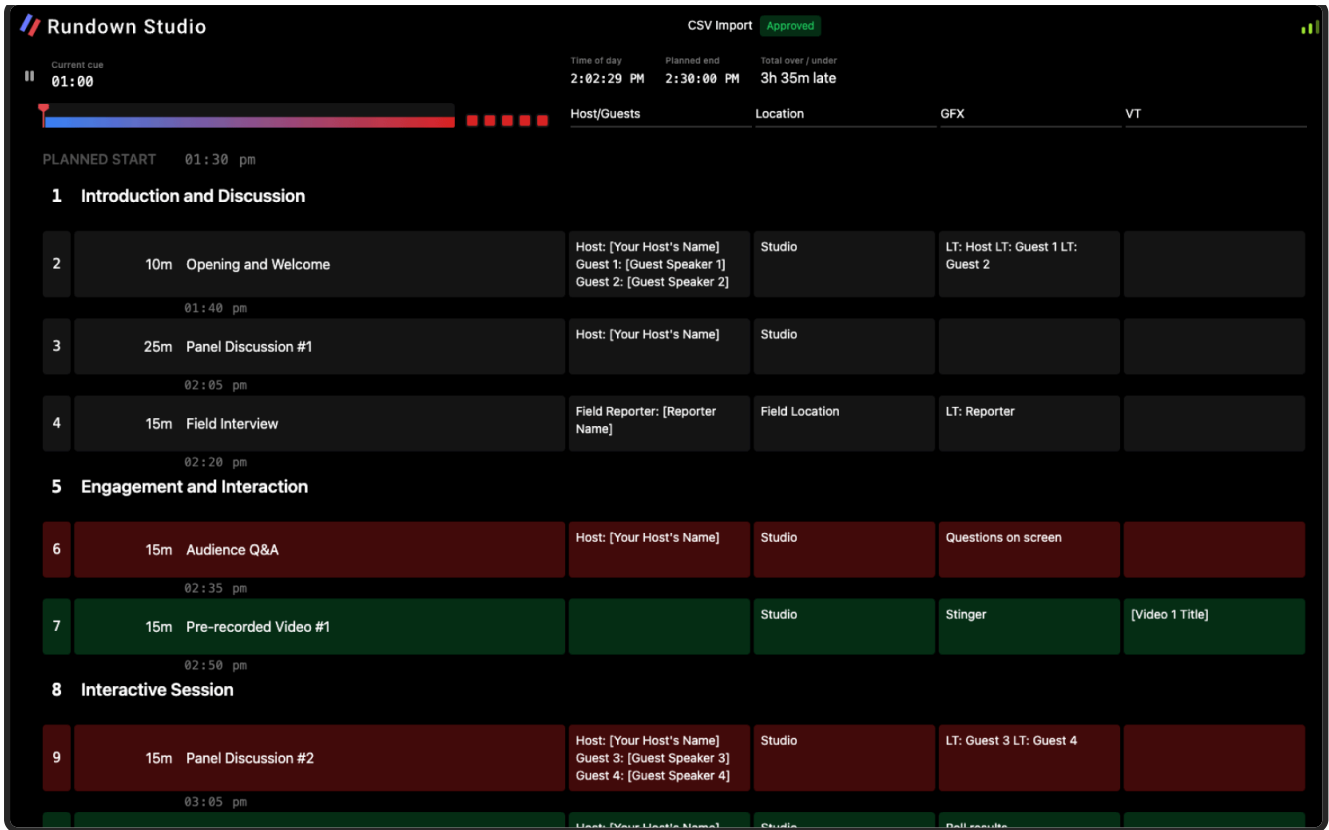 Rundown Studio
CSV Import Approved
Current cue
01:00
Time of day Planned end Total over / under
2:02:29 PM 2:30:00 PM 3h 35m late
Host/Guests Location GFX VT
PLANNED START 01:30 pm
1 Introduction and Discussion
2 10m Opening and Welcome
Host: [Your Host's Name]
Guest 1: [Guest Speaker 1]
Guest 2: [Guest Speaker 2]
Studio
LT: Host LT: Guest 1 LT:
Guest 2
01:40 pm
3 25m Panel Discussion #1
Host: [Your Host's Name]
Studio
02:05 pm
4 15m Field Interview
Field Reporter: [Reporter
Name]
Field Location
LT: Reporter
02:20 pm
5 Engagement and Interaction
6 15m Audience Q&A
Host: [Your Host's Name]
Studio
Questions on screen
02:35 pm
7 15m Pre-recorded Video #1
Studio
Stinger
[Video 1 Title]
02:50 pm
8 Interactive Session
9 15m Panel Discussion #2
Host: [Your Host's Name]
Guest 3: [Guest Speaker 3]
Guest 4: [Guest Speaker 4]
Studio
LT: Guest 3 LT: Guest 4
03:05 pm
Host: [Your Host's Name]
Studio
Poll results